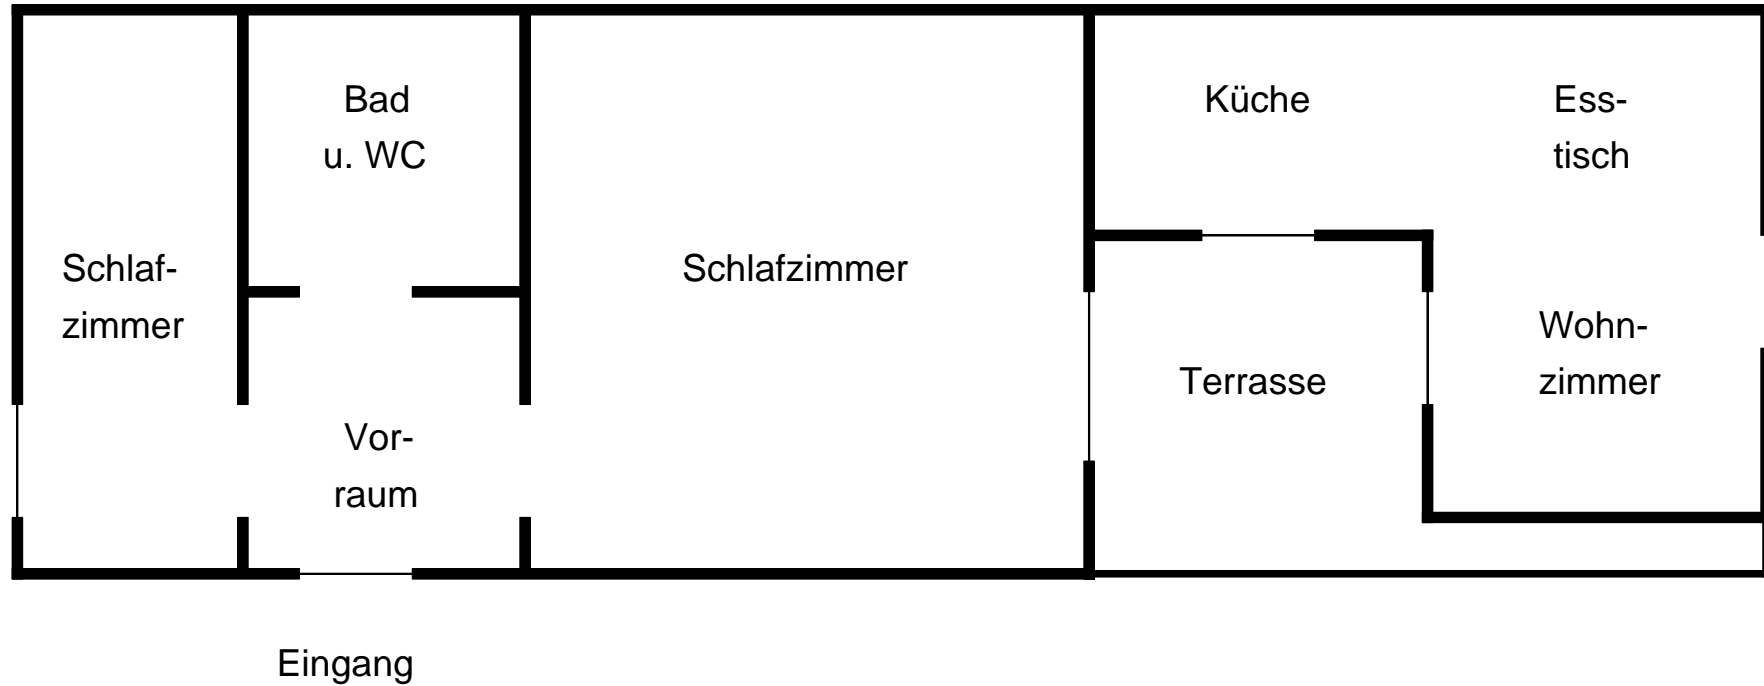 Bad
u. WC
Küche
Ess-
tisch
Schlaf-
zimmer
Schlafzimmer
Wohn-
zimmer
Terrasse
Vor-
raum
Eingang